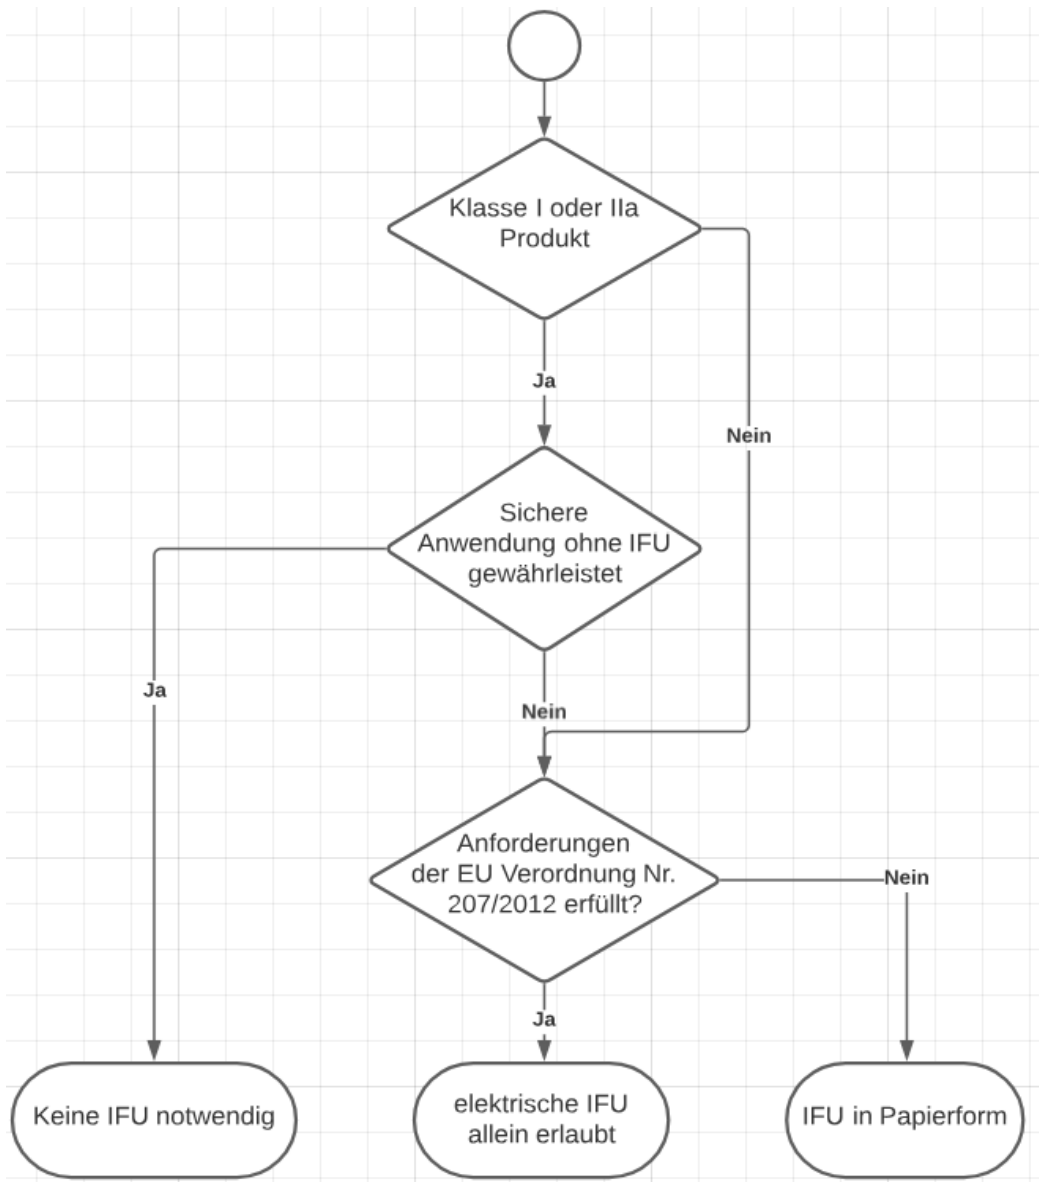 Klasse I oder IIa
Produkt
Ja
Nein
Sichere
Anwendung ohne IFU
gewährleistet
Ja
Nein
Anforderungen
der EU Verordnung Nr.
207/2012 erfüllt?
Nein
Ja
Keine IFU notwendig
elektrische IFU
allein erlaubt
IFU in Papierform